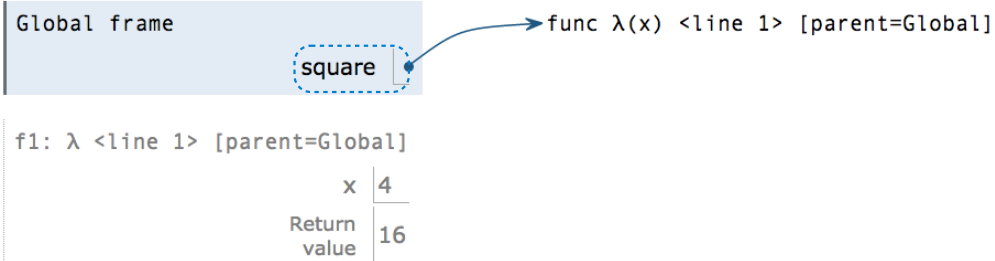 Global frame
func λ(x) <line 1> [parent=Global]
square
f1: λ <line 1> [parent=Global]
x 4
Return
value 16